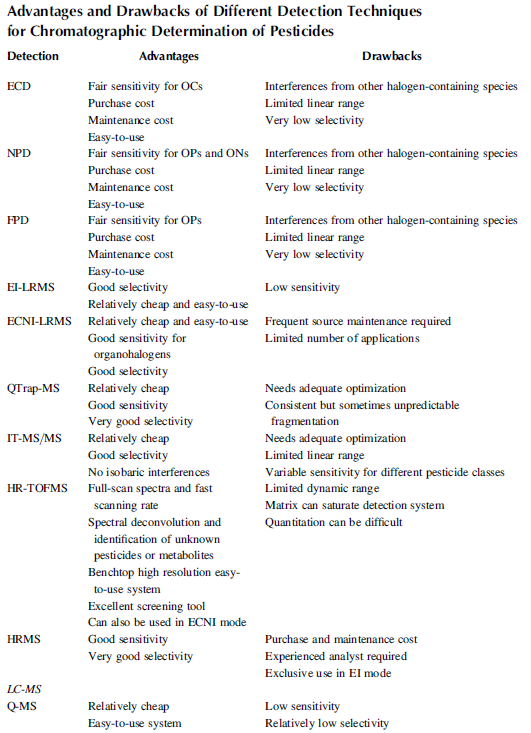 Advantages and Drawbacks of Different Detection Techniques
for Chromatographic Determination of Pesticides
Detection Advantages Drawbacks
ECD Fair sensitivity for OCs Interferences from other halogen-containing species
Purchase cost Limited linear range
Maintenance cost Very low selectivity
Easy-to-use
NPD Fair sensitivity for OPs and ONs Interferences from other halogen-containing species
Purchase cost Limited linear range
Maintenance cost Very low selectivity
Easy-to-use
FPD Fair sensitivity for OPs Interferences from other halogen-containing species
Purchase cost Limited linear range
Maintenance cost Very low selectivity
Easy-to-use
EI-LRMS Good selectivity Low sensitivity
Relatively cheap and easy-to-use
ECNI-LRMS Relatively cheap and easy-to-use Frequent source maintenance required
Good sensitivity for Limited number of applications
organohalogens
Good selectivity
QTrap-MS Relatively cheap Needs adequate optimization
Good sensitivity Consistent but sometimes unpredictable
Very good selectivity fragmentation
IT-MS/MS Relatively cheap Needs adequate optimization
Good selectivity Limited linear range
No isobaric interferences Variable sensitivity for different pesticide classes
HR-TOFMS Full-scan spectra and fast Limited dynamic range
scanning rate Matrix can saturate detection system
Spectral deconvolution and Quantitation can be difficult
identification of unknown
pesticides or metabolites
Benchtop high resolution easy-
to-use system
Excellent screening tool
Can also be used in ECNI mode
HRMS Good sensitivity Purchase and maintenance cost
Very good selectivity Experienced analyst required
Exclusive use in EI mode
LC-MS
Q-MS Relatively cheap Low sensitivity
Easy-to-use system Relatively low selectivity